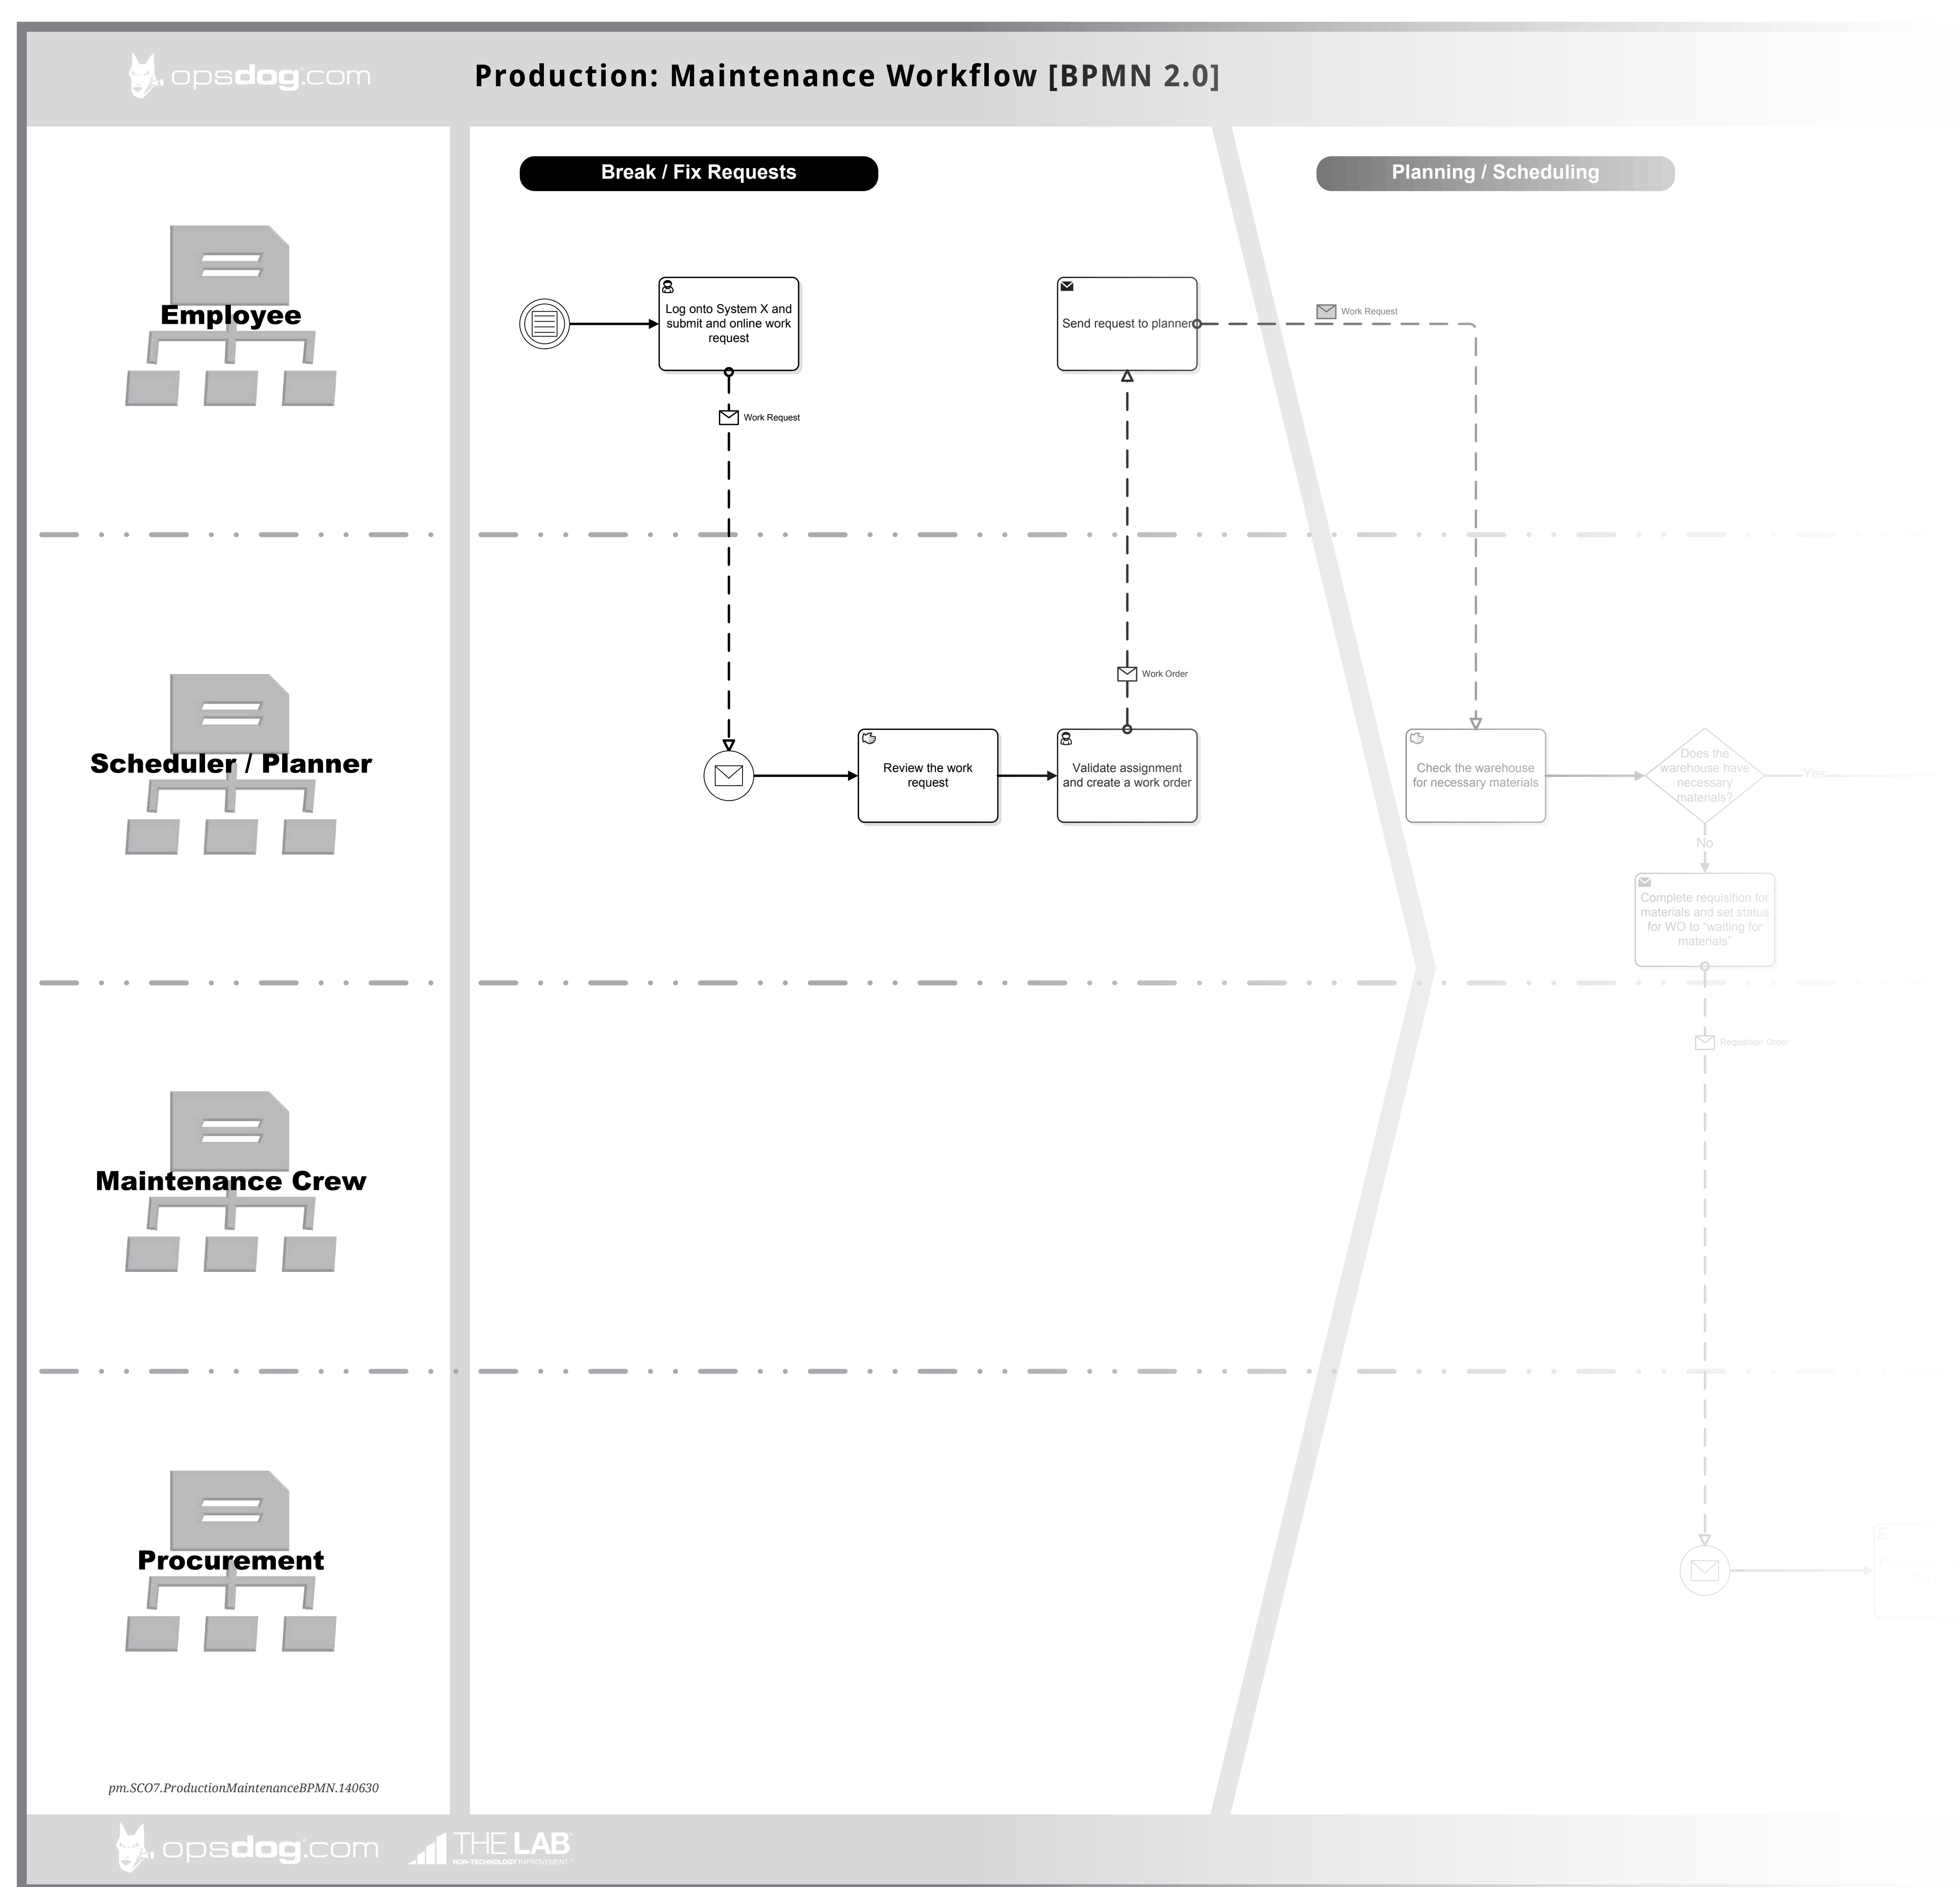 opsdog.com
Production: Maintenance Workflow [BPMN 2.0]
Break / Fix Requests
Planning / Scheduling
Employee
Log onto System X and
submit and online work
request
Send request to planner
Work Request
Work Request
Scheduler / Planner
Work Order
Review the work
request
Validate assignment
and create a work order
Check the warehouse
for necessary materials
Does the
warehouse have
necessary
materials?
Yes
No
Complete requisition for
materials and set status
for WO to "waiting for
materials"
Requisition Order
Maintenance Crew
Procurement
pm.SCO7.ProductionMaintenanceBPMN.140630
opsdog.com
THE LAB
NON-TECHNOLOGY IMPROVEMENT